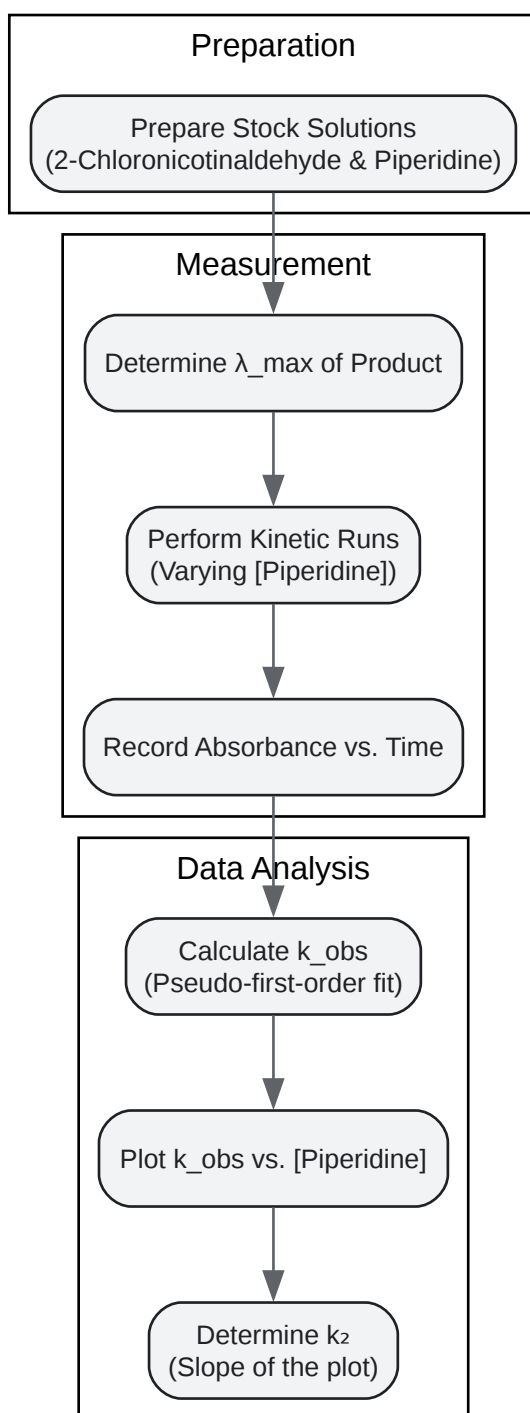 Preparation
Prepare Stock Solutions
(2-Chloronicotinaldehyde & Piperidine)
Measurement
Determine λ_max of Product
Perform Kinetic Runs
(Varying [Piperidine])
Record Absorbance vs. Time
Data Analysis
Calculate k_obs
(Pseudo-first-order fit)
Plot k_obs vs. [Piperidine]
Determine k₂
(Slope of the plot)